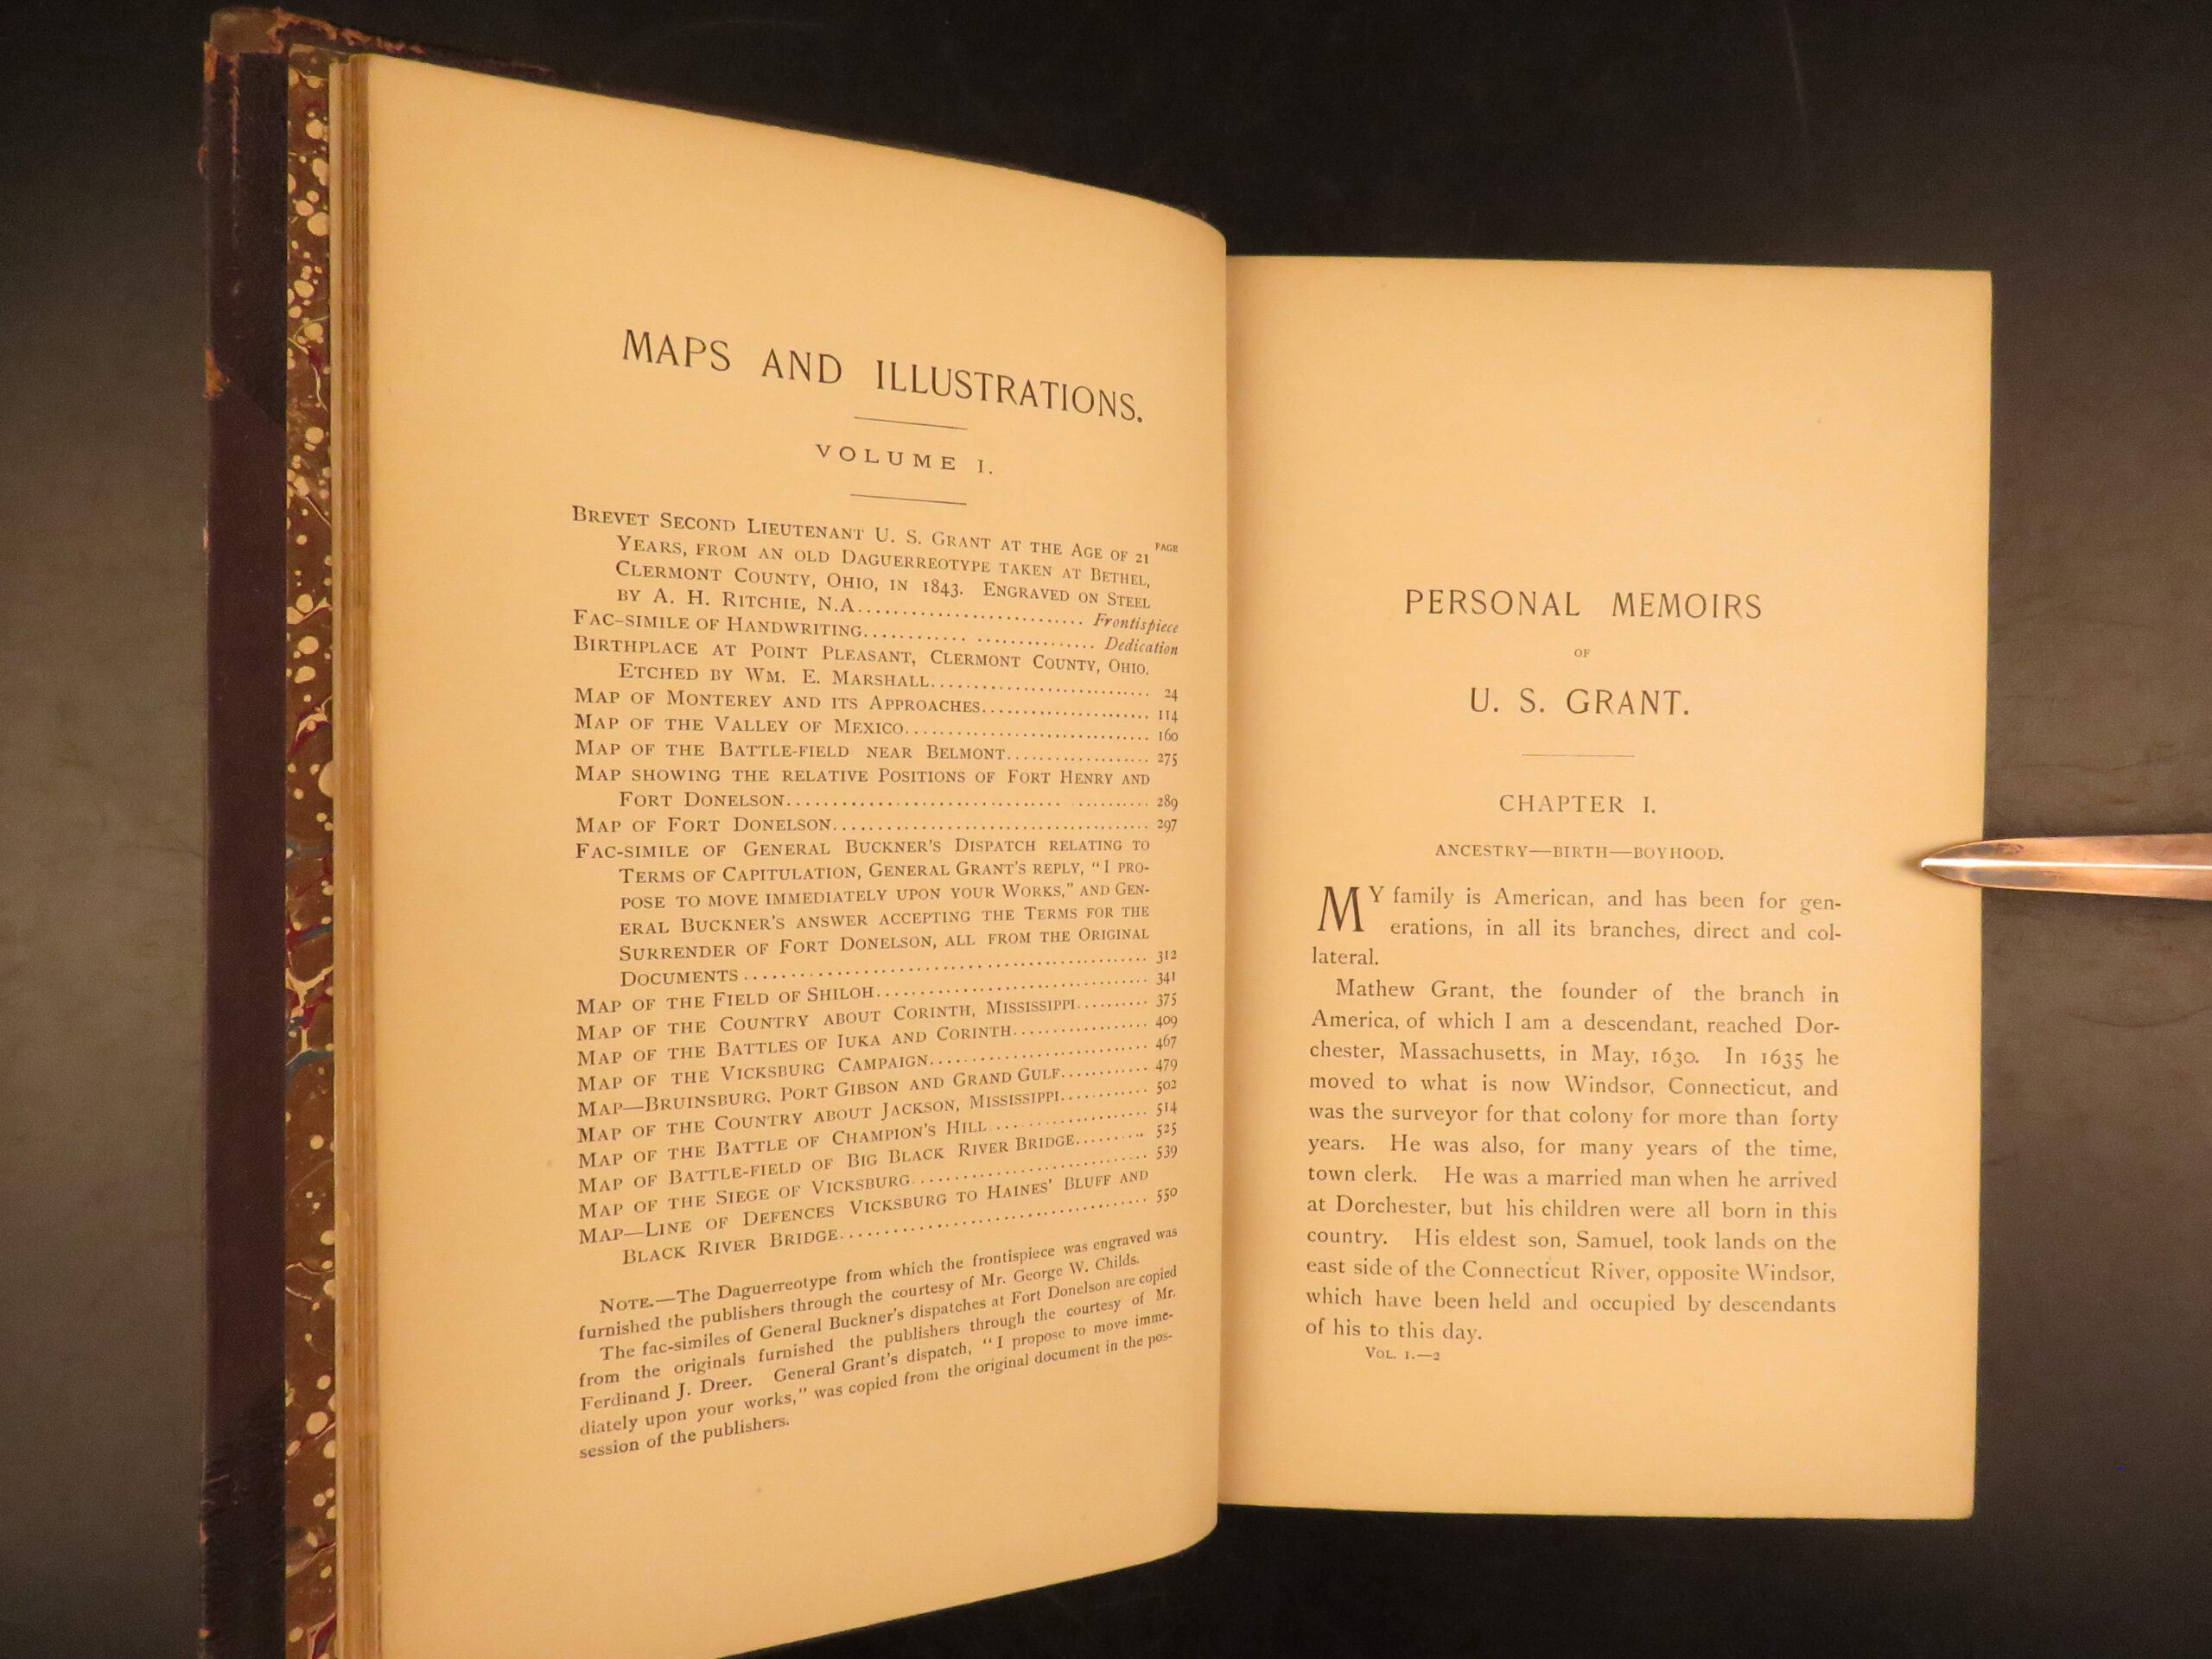 MAPS AND ILLUSTRATIONS.
VOLUME I.
PAGE
BREVET SECOND LIEUTENANT U. S. GRANT AT THE AGE OF 21
YEARS, FROM AN OLD DAGUERREOTYPE TAKEN AT BETHEL,
CLERMONT COUNTY, OHIO, IN 1843. ENGRAVED ON STEEL
BY A. H. RITCHIE, N.A. Frontispiece
FAC-SIMILE OF HANDWRITING Dedication
BIRTHPLACE AT POINT PLEASANT, CLERMONT COUNTY, OHIO.
ETCHED BY WM. E. MARSHALL 24
MAP OF MONTEREY AND ITS APPROACHES 114
MAP OF THE VALLEY OF MEXICO 160
MAP OF THE BATTLE-FIELD NEAR BELMONT 275
MAP SHOWING THE RELATIVE POSITIONS OF FORT HENRY AND
FORT DONELSON 289
MAP OF FORT DONELSON 297
FAC-SIMILE OF GENERAL BUCKNER'S DISPATCH RELATING TO
TERMS OF CAPITULATION, GENERAL GRANT'S REPLY, "I PRO-
POSE TO MOVE IMMEDIATELY UPON YOUR WORKS," AND GEN-
ERAL BUCKNER'S ANSWER ACCEPTING THE TERMS FOR THE
SURRENDER OF FORT DONELSON, ALL FROM THE ORIGINAL
DOCUMENTS 312
MAP OF THE FIELD OF SHILOH 341
MAP OF THE COUNTRY ABOUT CORINTH, MISSISSIPPI 375
MAP OF THE BATTLES OF IUKA AND CORINTH 409
MAP OF THE VICKSBURG CAMPAIGN 467
MAP—BRUINSBURG, PORT GIBSON AND GRAND GULF 479
MAP OF THE COUNTRY ABOUT JACKSON, MISSISSIPPI 502
MAP OF THE BATTLE OF CHAMPION'S HILL 514
MAP OF BATTLE-FIELD OF BIG BLACK RIVER BRIDGE 525
MAP OF THE SIEGE OF VICKSBURG 539
MAP—LINE OF DEFENCES VICKSBURG TO HAINES' BLUFF AND
BLACK RIVER BRIDGE 550
NOTE.—The Daguerreotype from which the frontispiece was engraved was
furnished the publishers through the courtesy of Mr. George W. Childs.
The fac-similes of General Buckner's dispatches at Fort Donelson are copied
from the originals furnished the publishers through the courtesy of Mr.
Ferdinand J. Dreer. General Grant's dispatch, "I propose to move imme-
diately upon your works," was copied from the original document in the pos-
session of the publishers.
PERSONAL MEMOIRS
OF
U. S. GRANT.
CHAPTER I.
ANCESTRY—BIRTH—BOYHOOD.
MY family is American, and has been for gen-
erations, in all its branches, direct and col-
lateral.
Mathew Grant, the founder of the branch in
America, of which I am a descendant, reached Dor-
chester, Massachusetts, in May, 1630. In 1635 he
moved to what is now Windsor, Connecticut, and
was the surveyor for that colony for more than forty
years. He was also, for many years of the time,
town clerk. He was a married man when he arrived
at Dorchester, but his children were all born in this
country. His eldest son, Samuel, took lands on the
east side of the Connecticut River, opposite Windsor,
which have been held and occupied by descendants
of his to this day.
VOL. I.—2